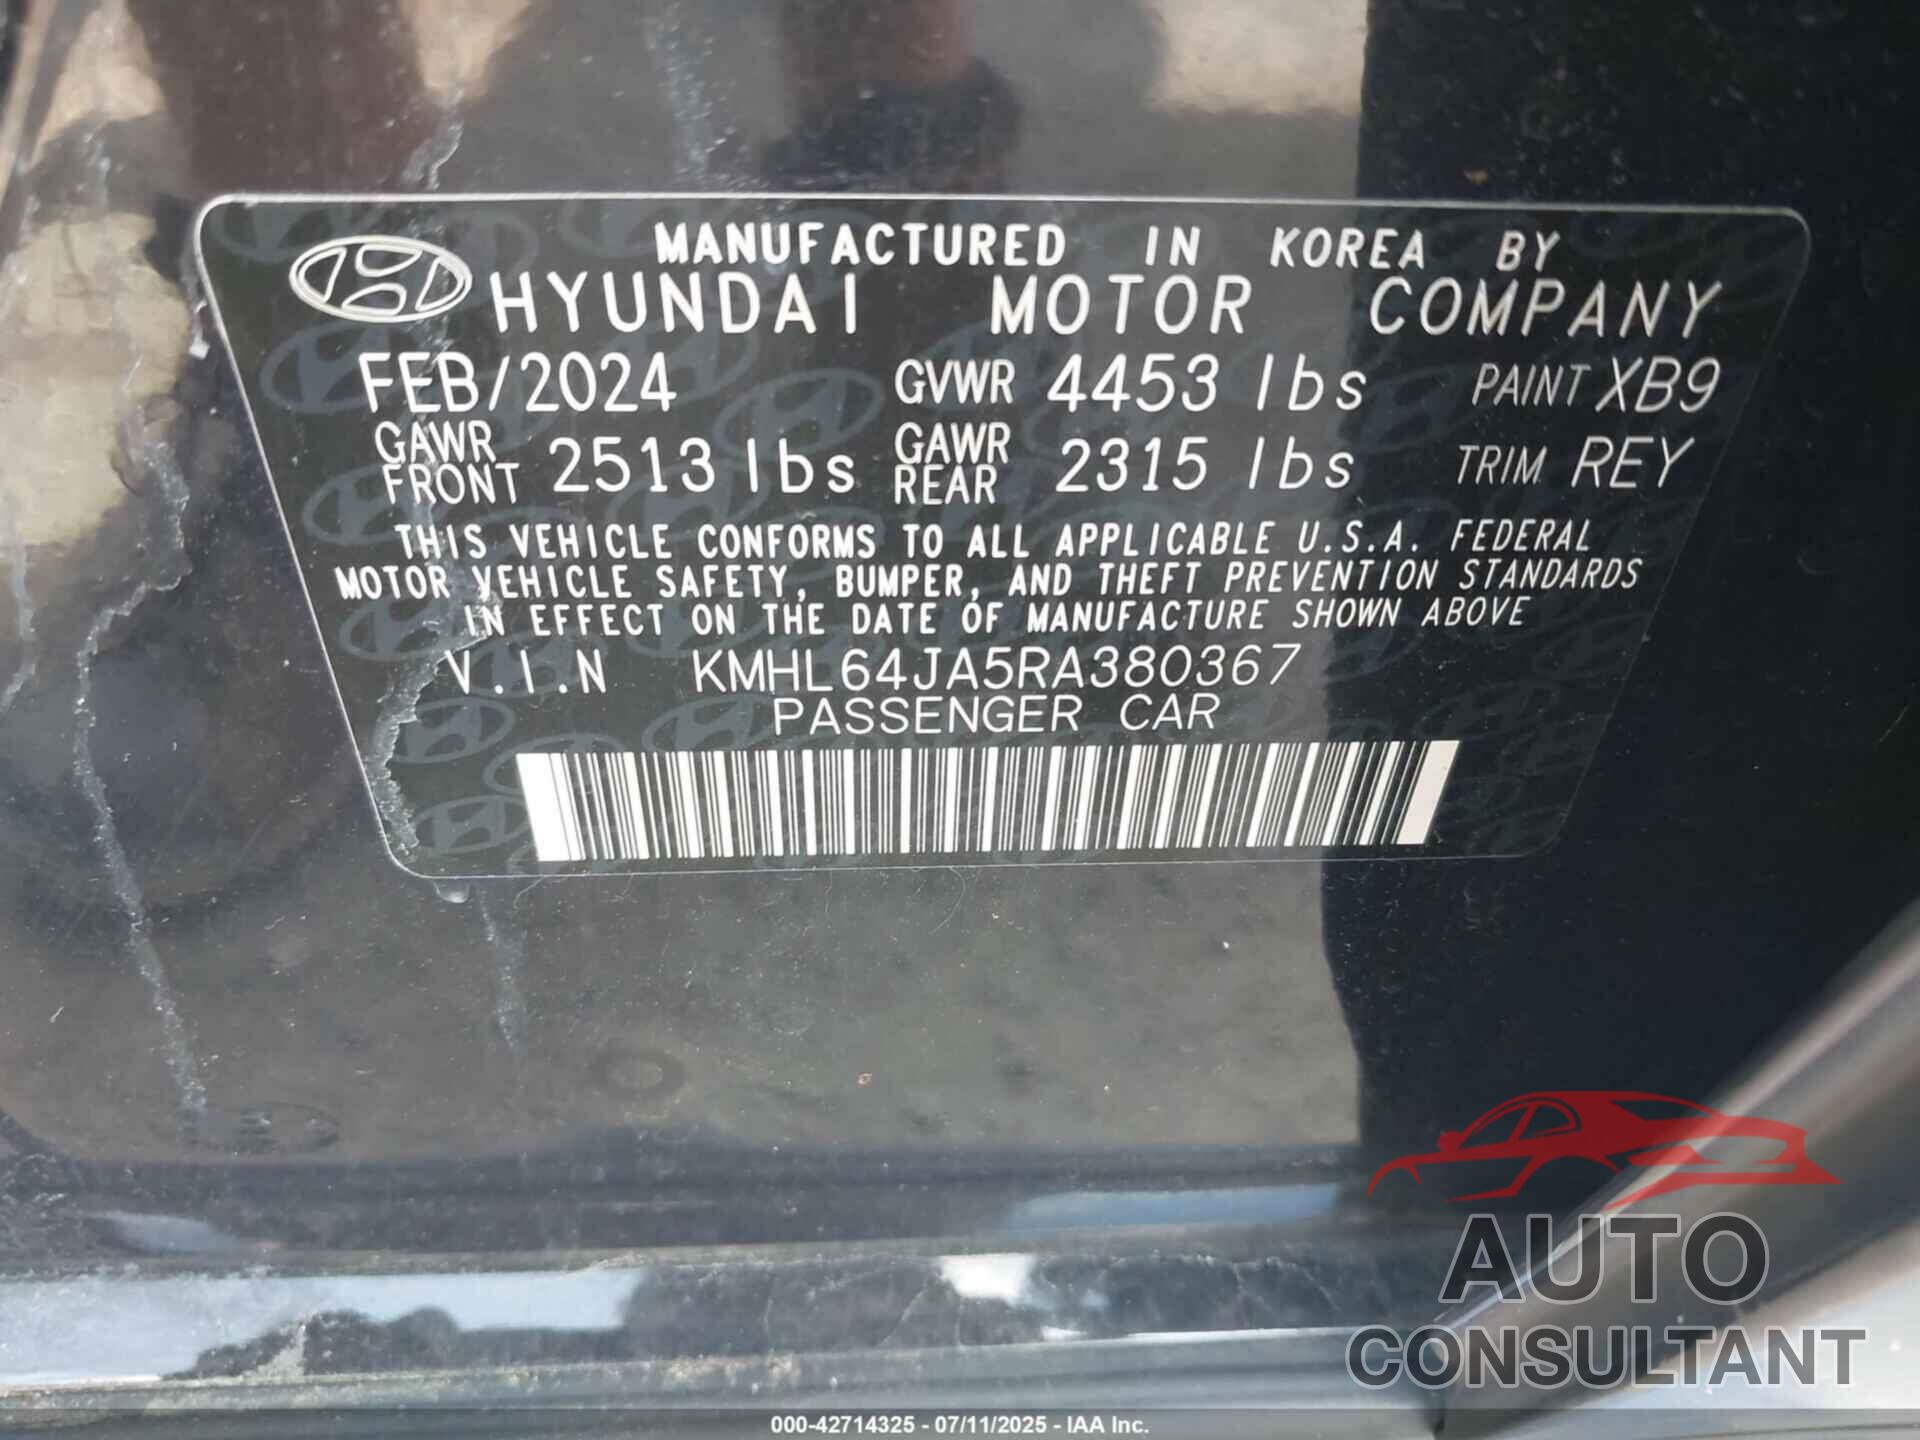 MANUFACTURED IN KOREA BY
HYUNDAI MOTOR COMPANY
FEB/2024 GVWR 4453 lbs PAINT XB9
GAWR FRONT 2513 lbs GAWR REAR 2315 lbs TRIM REY
THIS VEHICLE CONFORMS TO ALL APPLICABLE U.S.A. FEDERAL
MOTOR VEHICLE SAFETY, BUMPER, AND THEFT PREVENTION STANDARDS
IN EFFECT ON THE DATE OF MANUFACTURE SHOWN ABOVE
V.I.N KMHL64JA5RA380367
PASSENGER CAR
AUTO
CONSULTANT
000-42714325 - 07/11/2025 - IAA Inc.